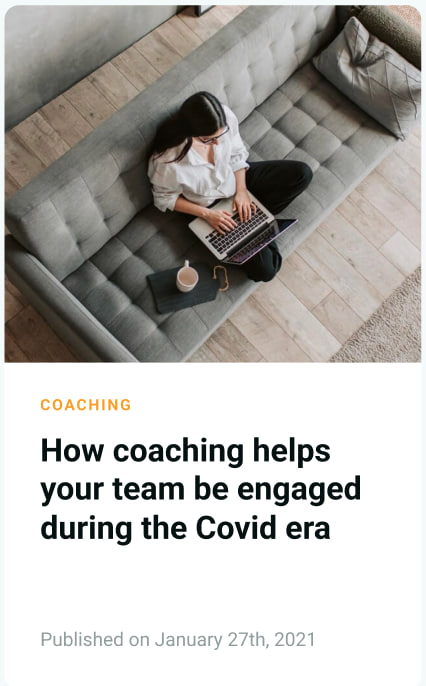 COACHING
How coaching helps
your team be engaged
during the Covid era
Published on January 27th, 2021